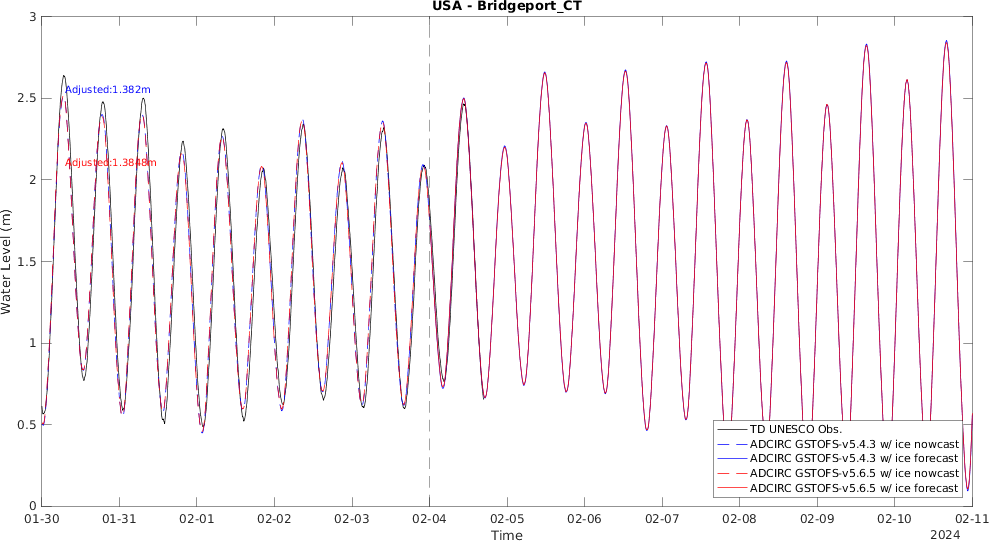 USA - Bridgeport_CT
3
2.5
2
1.5
1
0.5
0
Water Level (m)
Adjusted:1.382m
Adjusted:1.3848m
TD UNESCO Obs.
ADCIRC GSTOFS-v5.4.3 w/ ice nowcast
ADCIRC GSTOFS-v5.4.3 w/ ice forecast
ADCIRC GSTOFS-v5.6.5 w/ ice nowcast
ADCIRC GSTOFS-v5.6.5 w/ ice forecast
01-30 01-31 02-01 02-02 02-03 02-04 02-05 02-06 02-07 02-08 02-09 02-10 02-11
Time
2024